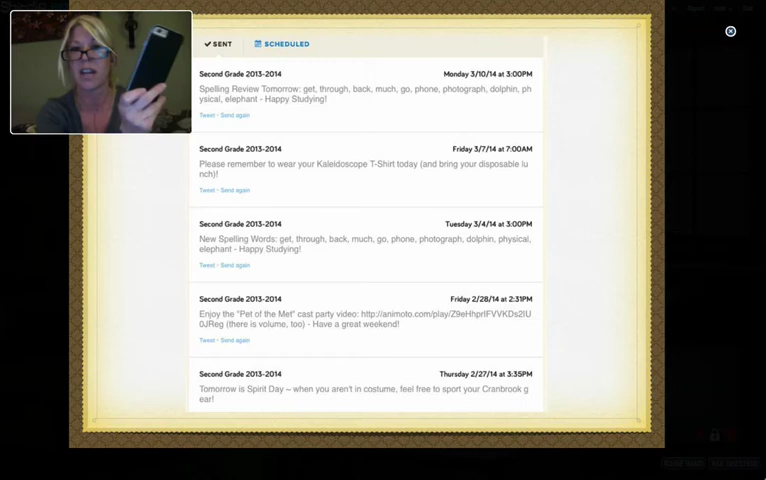 SENT
SCHEDULED
Second Grade 2013-2014
Monday 3/10/14 at 3:00PM
Spelling Review Tomorrow: get, through, back, much, go, phone, photograph, dolphin, ph
ysical, elephant - Happy Studying!
Tweet - Send again
Second Grade 2013-2014
Friday 3/7/14 at 7:00AM
Please remember to wear your Kaleidoscope T-Shirt today (and bring your disposable lu
nch)!
Tweet - Send again
Second Grade 2013-2014
Tuesday 3/4/14 at 3:00PM
New Spelling Words: get, through, back, much, go, phone, photograph, dolphin, physical,
elephant - Happy Studying!
Tweet - Send again
Second Grade 2013-2014
Friday 2/28/14 at 2:31PM
Enjoy the "Pet of the Met" cast party video: http://animoto.com/play/Z9eHhprIFVVKDs2IU
0JReg (there is volume, too) - Have a great weekend!
Tweet - Send again
Second Grade 2013-2014
Thursday 2/27/14 at 3:35PM
Tomorrow is Spirit Day – when you aren't in costume, feel free to sport your Cranbrook g
ear!